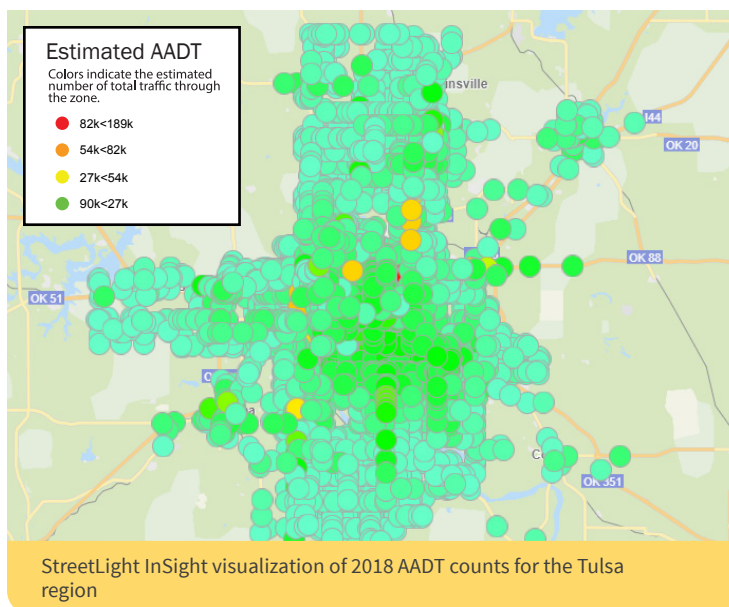 Estimated AADT
Colors indicate the estimated
number of total traffic through
the zone.
82k<189k
54k<82k
27k<54k
90k<27k
insville
I44
OK 20
OK 88
OK 51
OK 351
StreetLight InSight visualization of 2018 AADT counts for the Tulsa
region